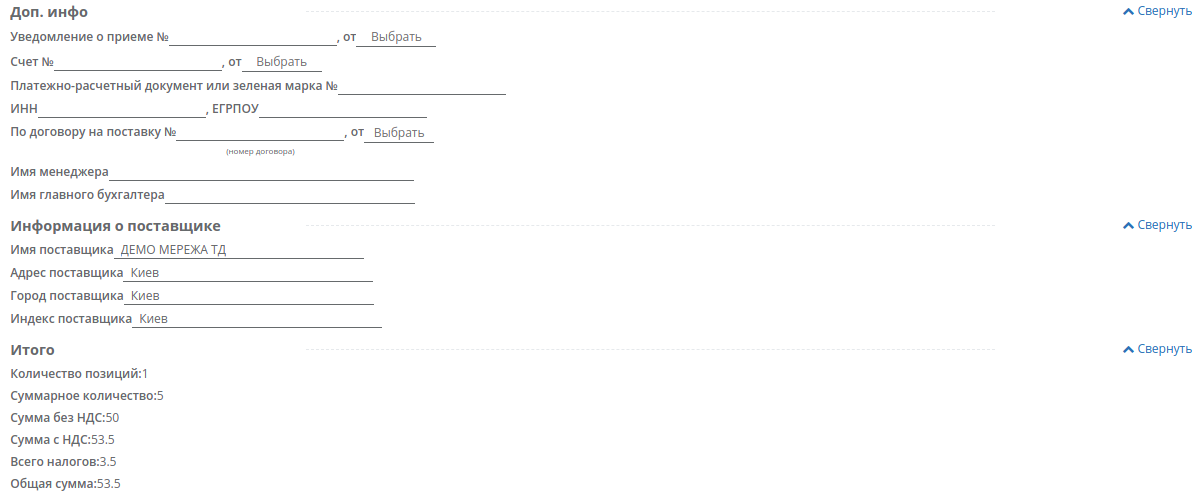 Доп. инфо Свернуть
Уведомление о приеме № , от Выбрать
Счет № , от Выбрать
Платежно-расчетный документ или зеленая марка №
ИНН , ЕГРПОУ
По договору на поставку № , от Выбрать
(номер договора)
Имя менеджера
Имя главного бухгалтера
Информация о поставщике Свернуть
Имя поставщика ДЕМО МЕРЕЖА ТД
Адрес поставщика Киев
Город поставщика Киев
Индекс поставщика Киев
Итого Свернуть
Количество позиций:1
Суммарное количество:5
Сумма без НДС:50
Сумма с НДС:53.5
Всего налогов:3.5
Общая сумма:53.5